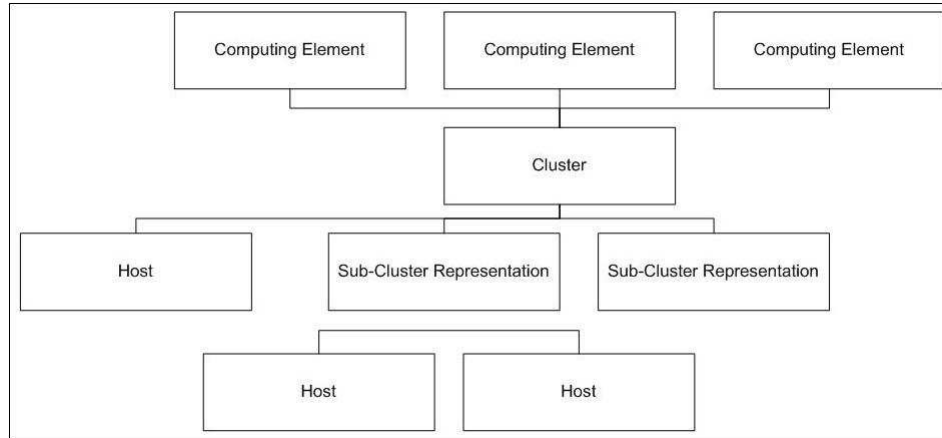 Computing Element
Computing Element
Computing Element
Cluster
Host
Sub-Cluster Representation
Sub-Cluster Representation
Host
Host